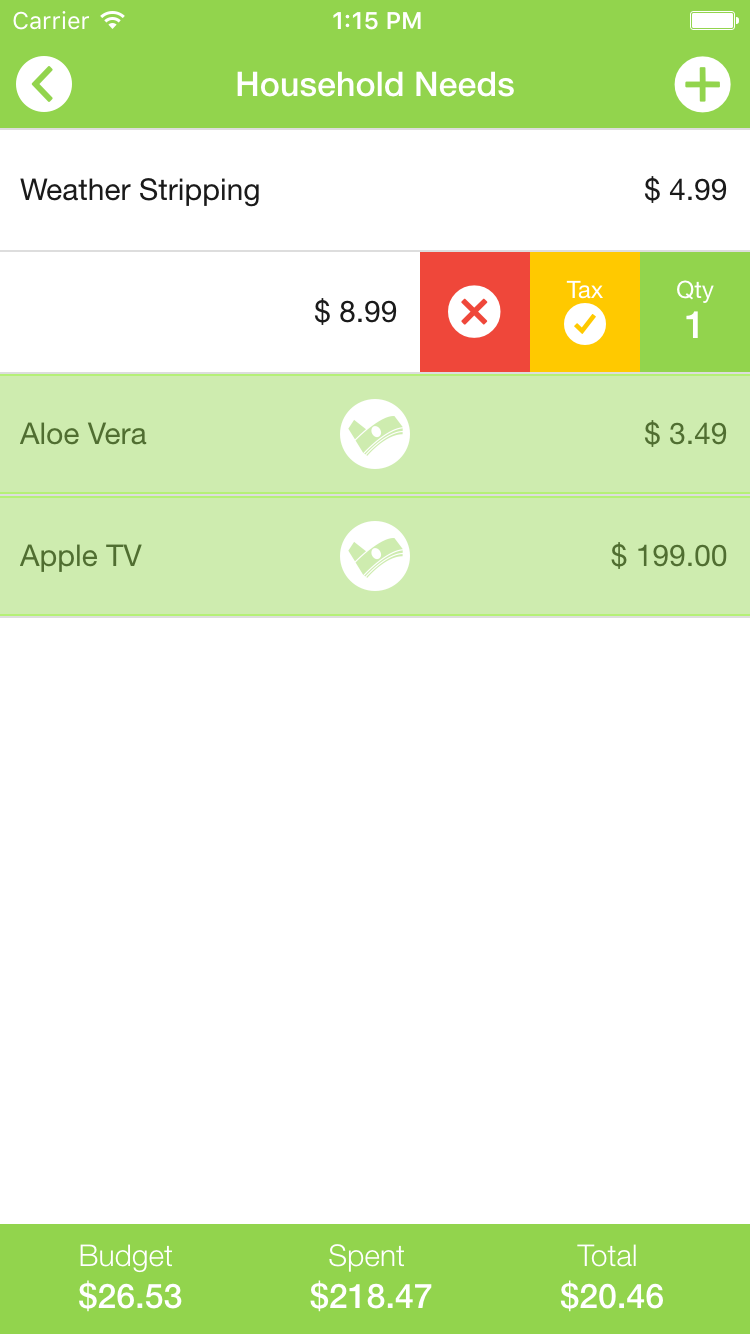 Carrier 1:15 PM
Household Needs
Weather Stripping $ 4.99
$ 8.99 Tax Qty 1
Aloe Vera $ 3.49
Apple TV $ 199.00
Budget Spent Total
$26.53 $218.47 $20.46